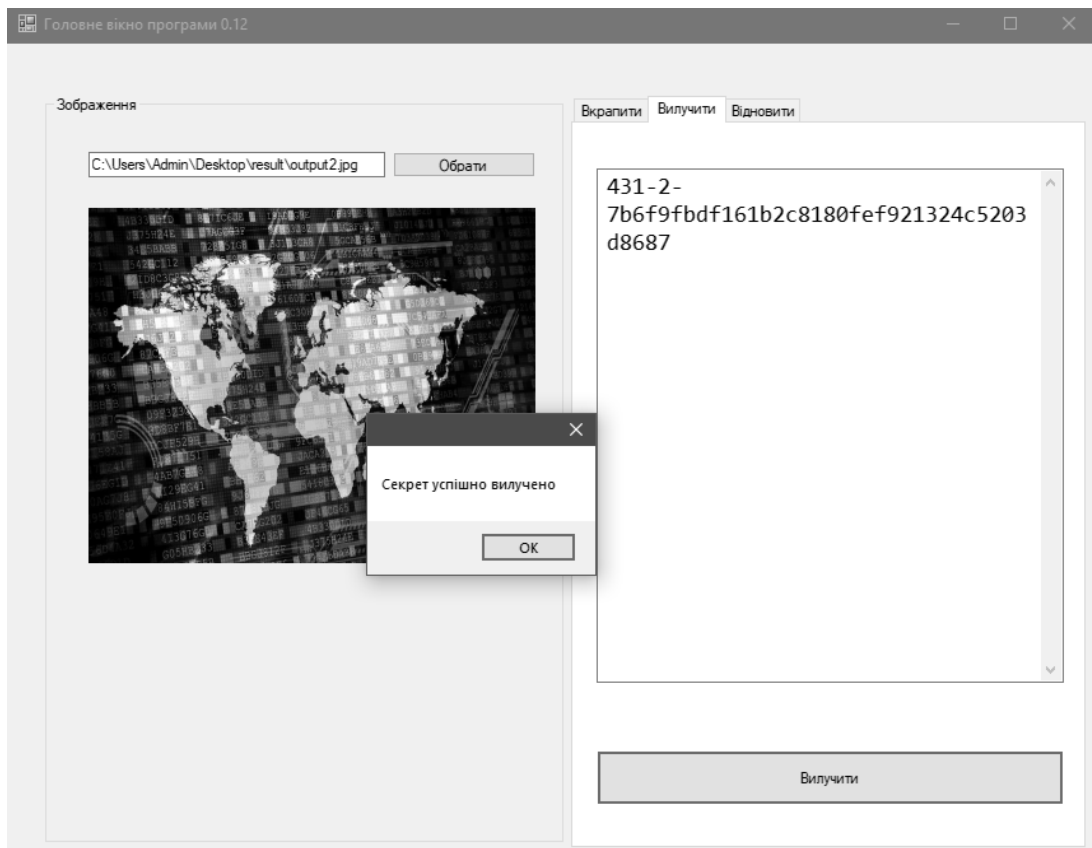 Головне вікно програми 0.12
Зображення
C:\Users\Admin\Desktop\result\output2.jpg
Обрати
Вкрапити
Вилучити
Відновити
431-2-
7b6f9fbdf161b2c8180fef921324c5203
d8687
Секрет успішно вилучено
OK
Вилучити